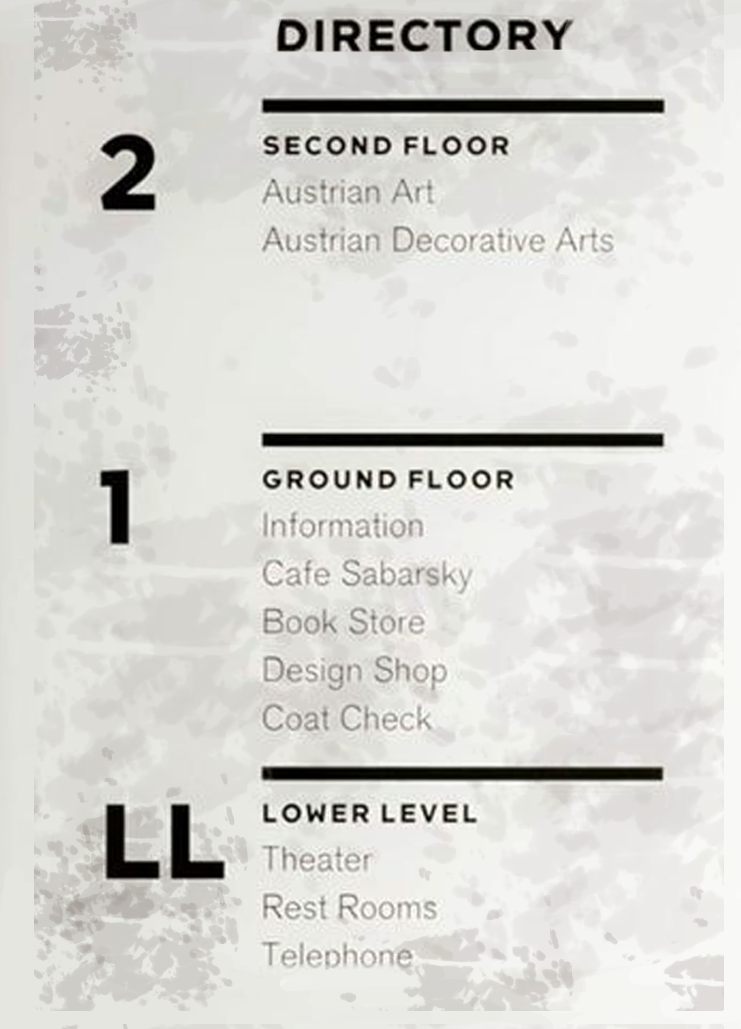 DIRECTORY
2
SECOND FLOOR
Austrian Art
Austrian Decorative Arts
1
GROUND FLOOR
Information
Cafe Sabarsky
Book Store
Design Shop
Coat Check
LL
LOWER LEVEL
Theater
Rest Rooms
Telephone